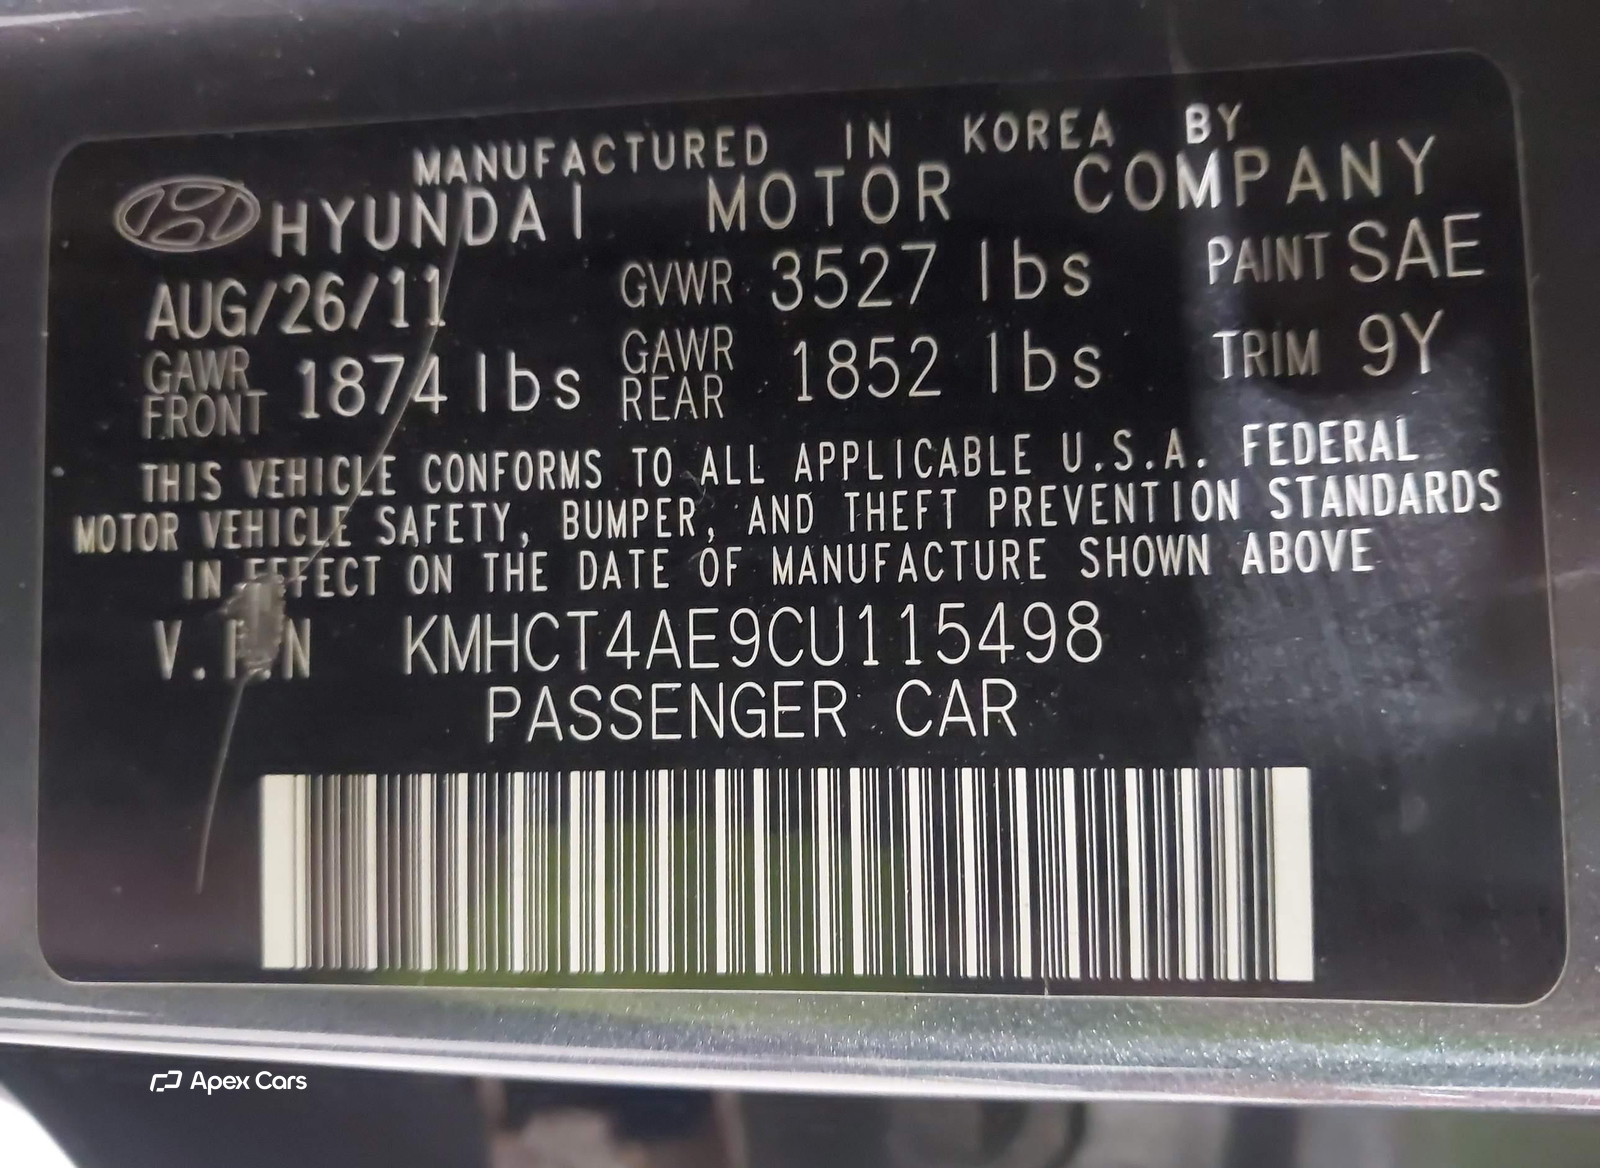 MANUFACTURED IN KOREA BY
HYUNDAI MOTOR COMPANY
AUG/26/11 GVWR 3527 lbs PAINT SAE
GAWR FRONT 1874 lbs GAWR REAR 1852 lbs TRIM 9Y
THIS VEHICLE CONFORMS TO ALL APPLICABLE U.S.A. FEDERAL
MOTOR VEHICLE SAFETY, BUMPER, AND THEFT PREVENTION STANDARDS
IN EFFECT ON THE DATE OF MANUFACTURE SHOWN ABOVE
V.I.N KMHCT4AE9CU115498
PASSENGER CAR
Apex Cars